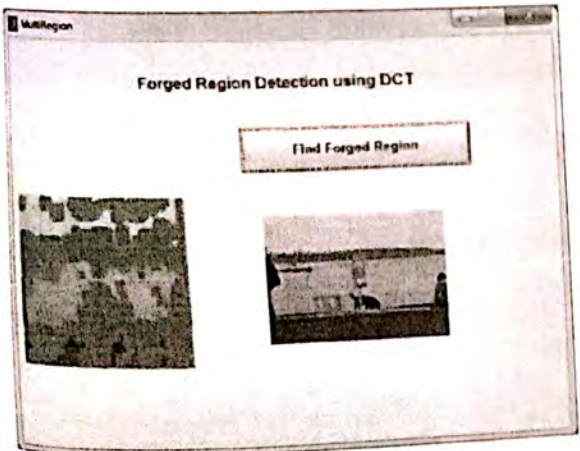 MultiRegion
Forged Region Detection using DCT
Find Forged Region